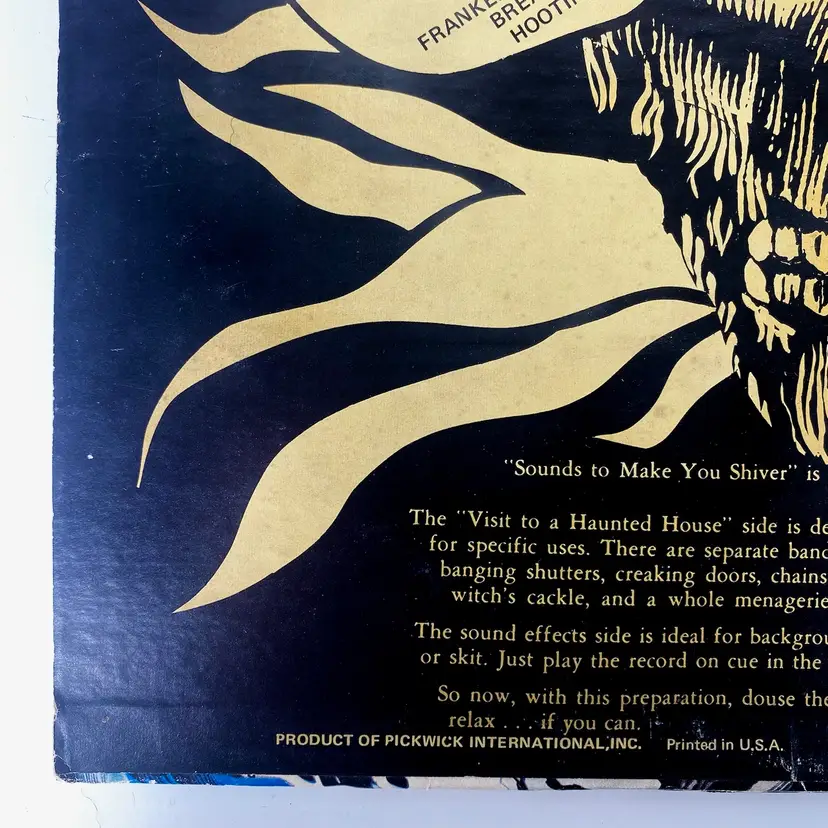 FRANKE
BREA
HOOTI
"Sounds to Make You Shiver" is
The "Visit to a Haunted House" side is de
for specific uses. There are separate band
banging shutters, creaking doors, chains
witch's cackle, and a whole menagerie
The sound effects side is ideal for backgrou
or skit. Just play the record on cue in the
So now, with this preparation, douse the
relax . . . if you can.
PRODUCT OF PICKWICK INTERNATIONAL, INC. Printed in U.S.A.